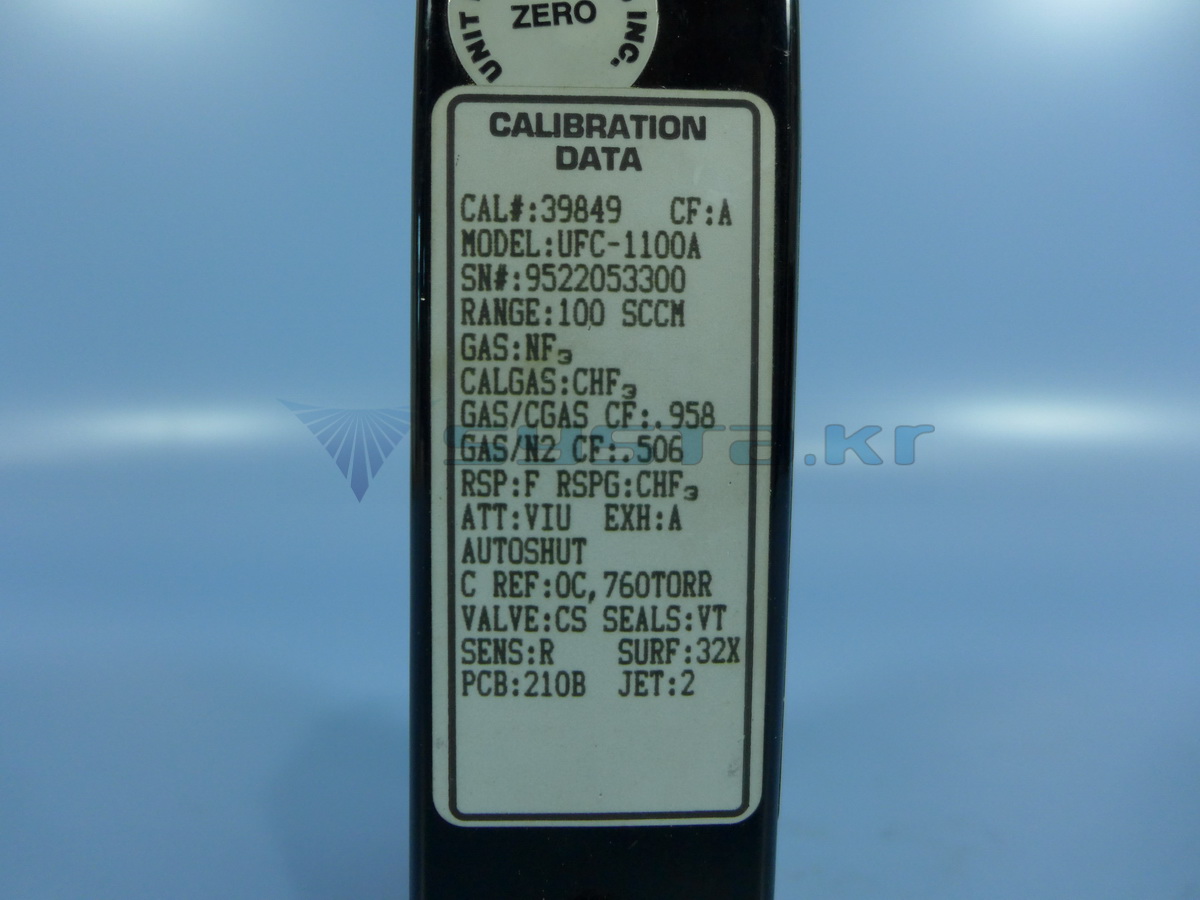 ZERO
UNIT INC.
CALIBRATION
DATA
CAL#:39849 CF:A
MODEL:UFC-1100A
SN#:9522053300
RANGE:100 SCCM
GAS:NF₃
CALGAS:CHF₃
GAS/CGAS CF:.958
GAS/N2 CF:.506
RSP:F RSPG:CHF₃
ATT:VIU EXH:A
AUTOSHUT
C REF:0C,760TORR
VALVE:CS SEALS:VT
SENS:R SURF:32X
PCB:210B JET:2